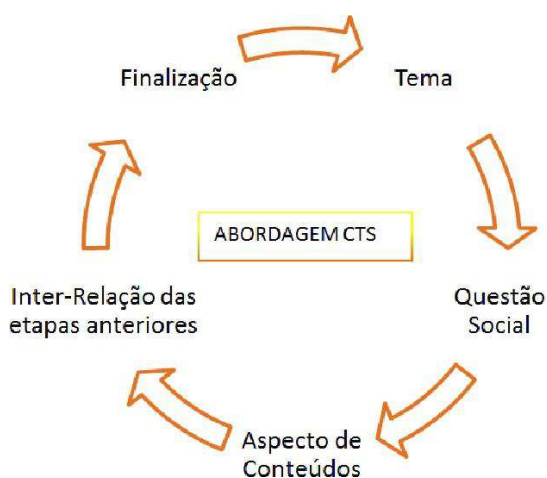 Finalização
Tema
ABORDAGEM CTS
Inter-Relação das
etapas anteriores
Questão
Social
Aspecto de
Conteúdos